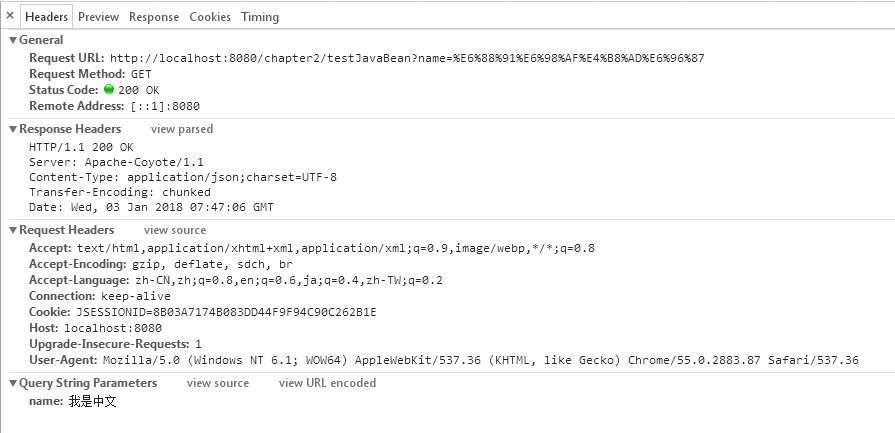 × Headers Preview Response Cookies Timing
▼General
Request URL: http://localhost:8080/chapter2/testJavaBean?name=%E6%88%91%E6%98%AF%E4%B8%AD%E6%96%87
Request Method: GET
Status Code: 200 OK
Remote Address: [::1]:8080
▼Response Headers view parsed
HTTP/1.1 200 OK
Server: Apache-Coyote/1.1
Content-Type: application/json;charset=UTF-8
Transfer-Encoding: chunked
Date: Wed, 03 Jan 2018 07:47:06 GMT
▼Request Headers view source
Accept: text/html,application/xhtml+xml,application/xml;q=0.9,image/webp,*/*;q=0.8
Accept-Encoding: gzip, deflate, sdch, br
Accept-Language: zh-CN,zh;q=0.8,en;q=0.6,ja;q=0.4,zh-TW;q=0.2
Connection: keep-alive
Cookie: JSESSIONID=8B03A7174B083DD44F9F94C90C262B1E
Host: localhost:8080
Upgrade-Insecure-Requests: 1
User-Agent: Mozilla/5.0 (Windows NT 6.1; WOW64) AppleWebKit/537.36 (KHTML, like Gecko) Chrome/55.0.2883.87 Safari/537.36
▼Query String Parameters view source view URL encoded
name: 我是中文